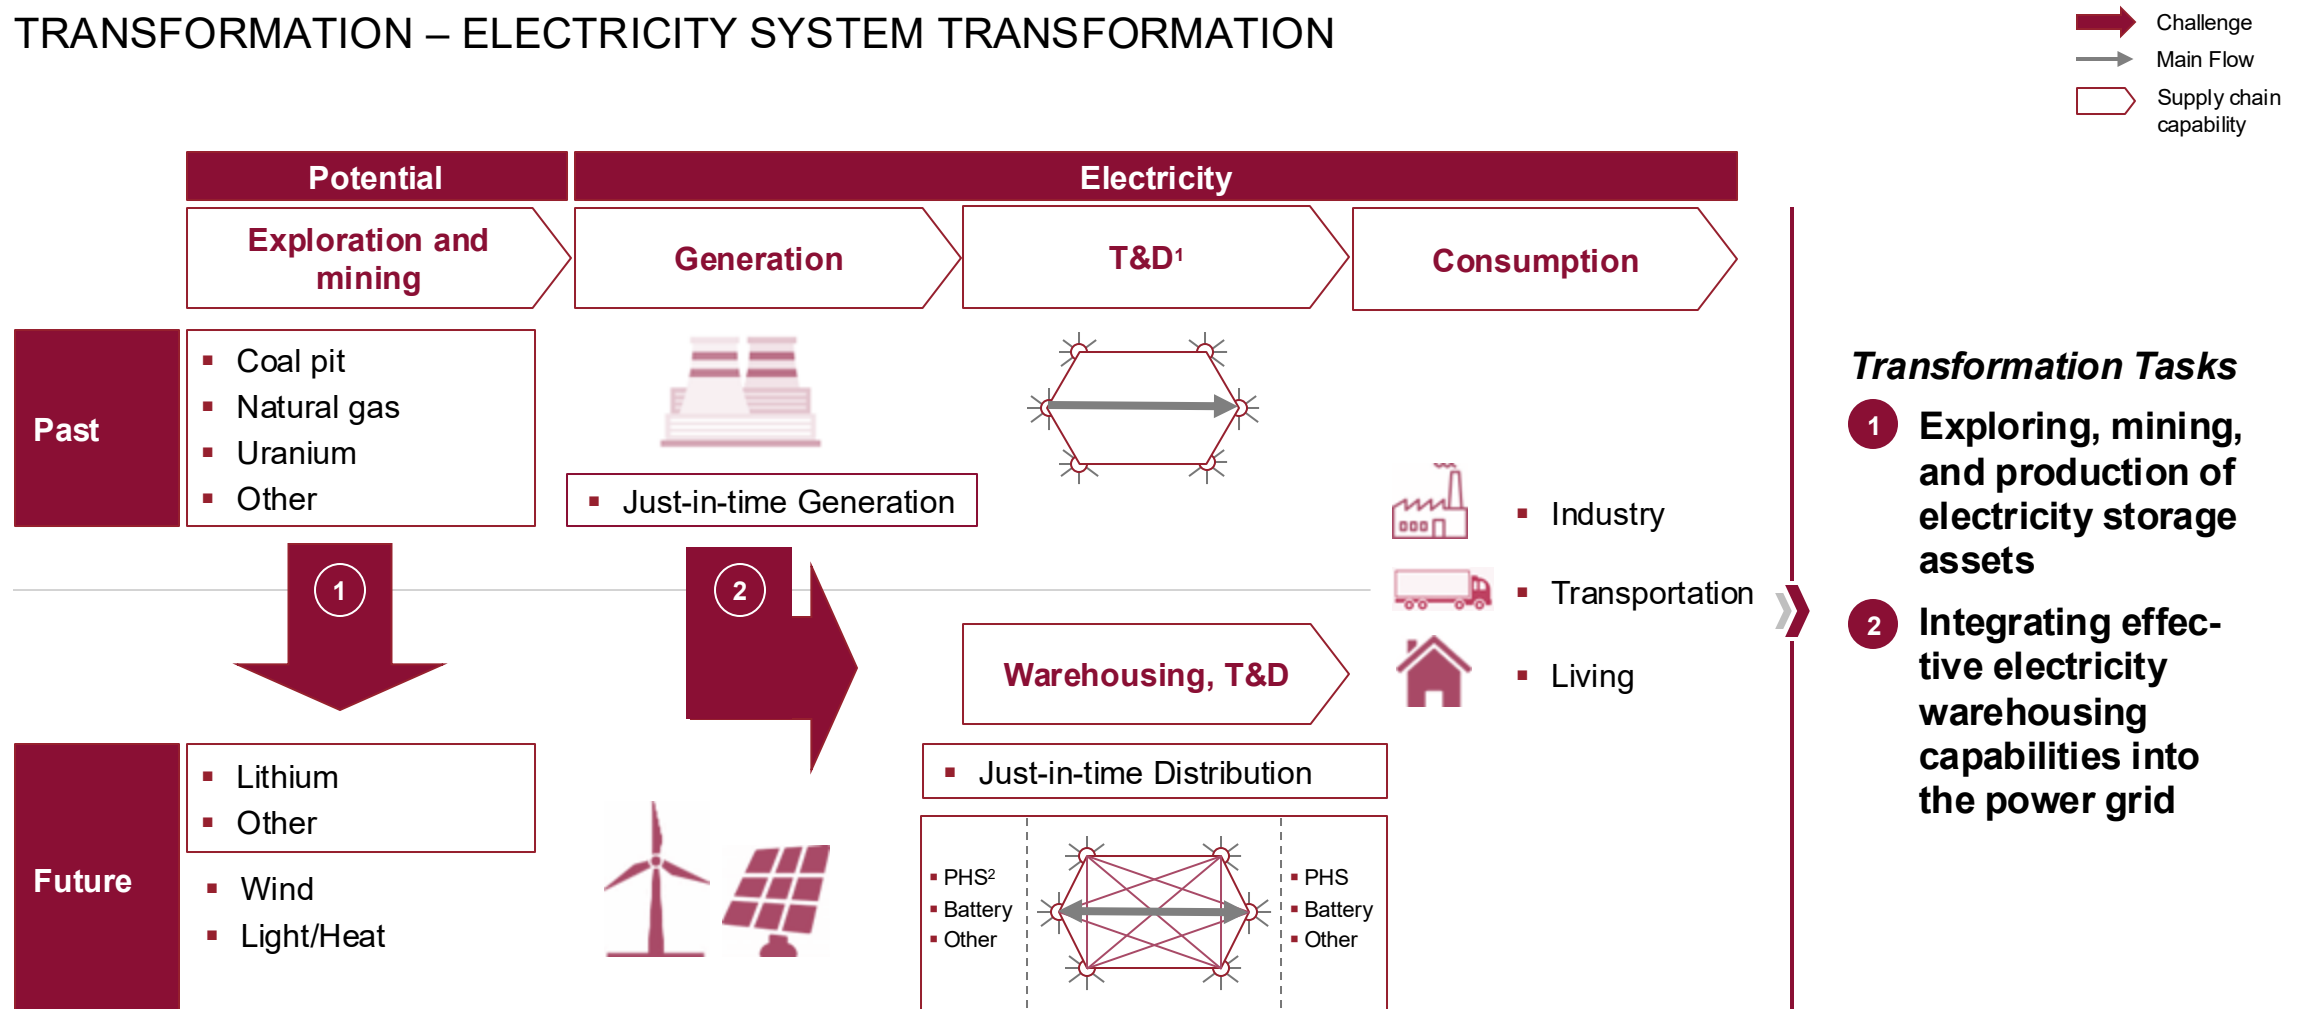 TRANSFORMATION – ELECTRICITY SYSTEM TRANSFORMATION
Challenge
Main Flow
Supply chain
capability
Potential
Electricity
Exploration and
mining
Generation
T&D¹
Consumption
Past
Coal pit
Natural gas
Uranium
Other
Just-in-time Generation
1
2
Industry
Transportation
Living
Warehousing, T&D
Just-in-time Distribution
Future
Lithium
Other
Wind
Light/Heat
PHS²
Battery
Other
PHS
Battery
Other
Transformation Tasks
1
Exploring, mining,
and production of
electricity storage
assets
2
Integrating effec-
tive electricity
warehousing
capabilities into
the power grid